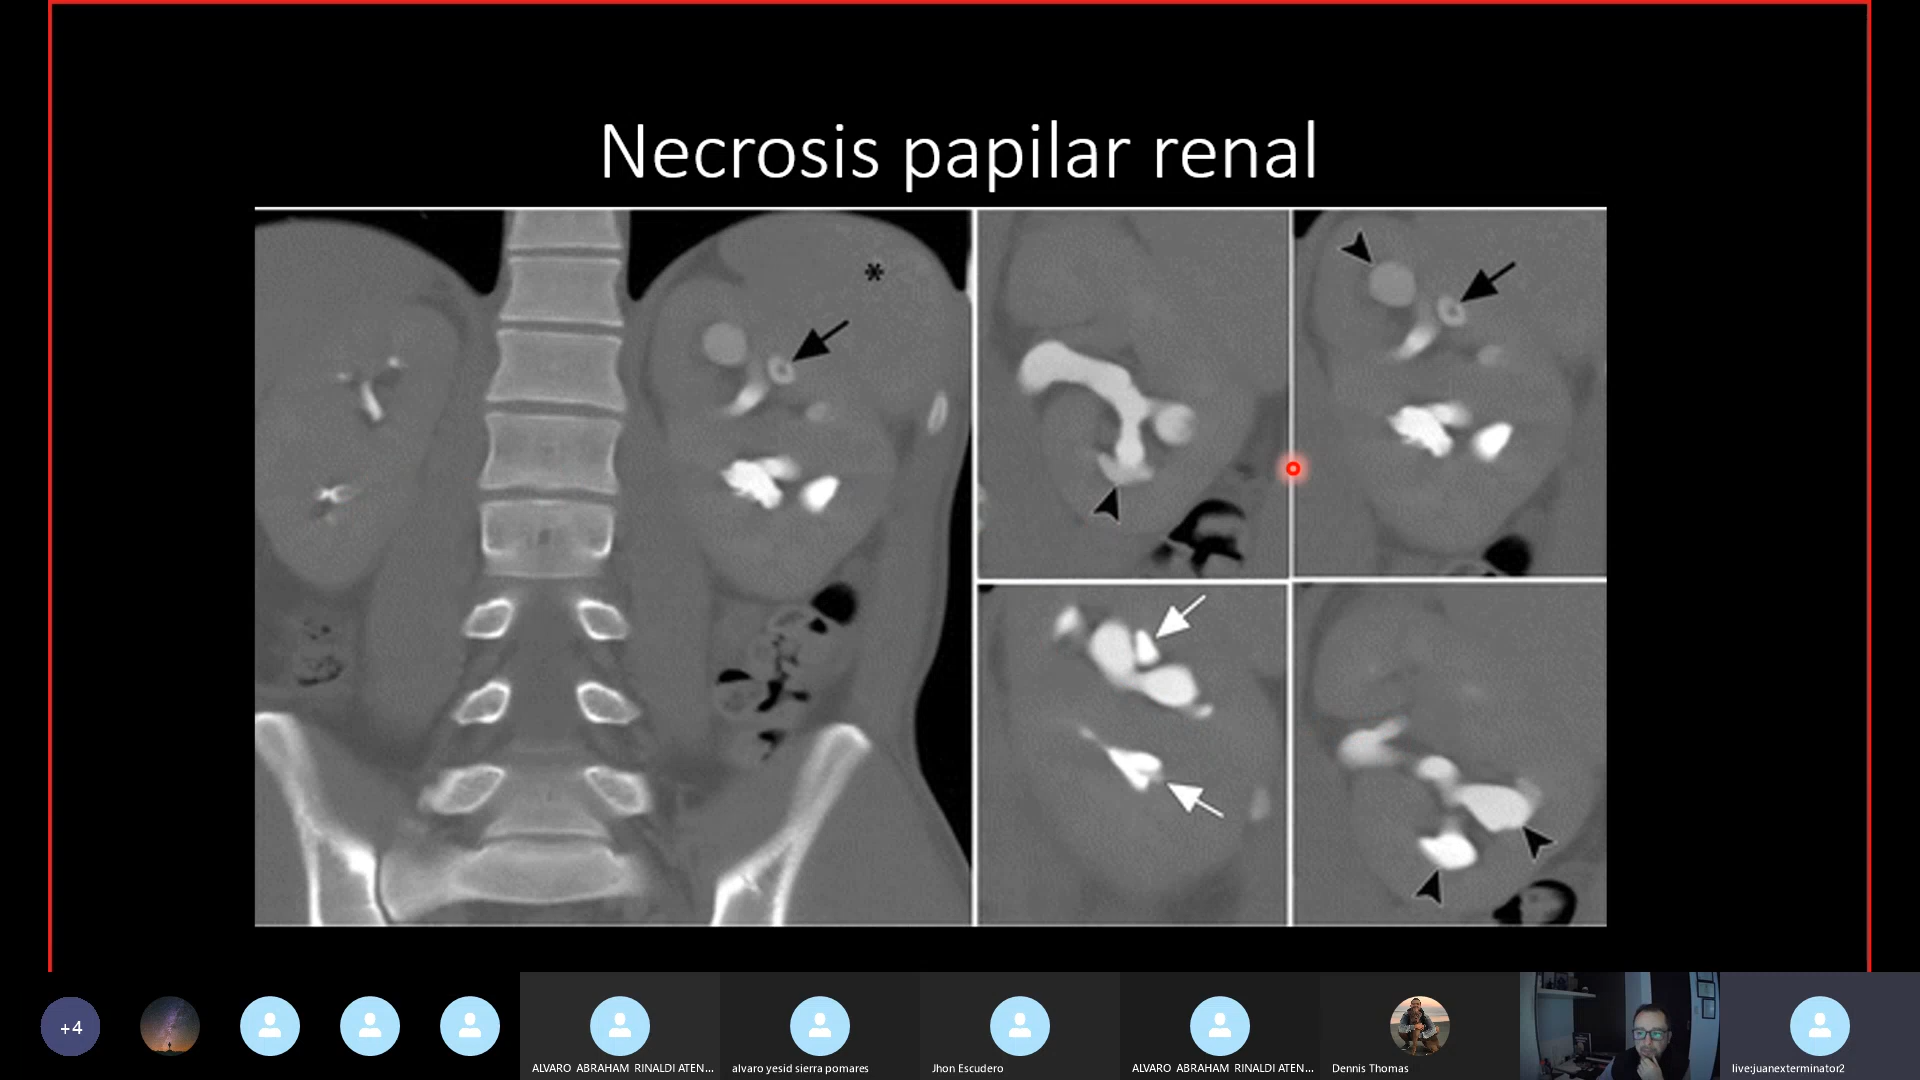 Necrosis papilar renal
*
+4
ALVARO ABRAHAM RINALDI ATEN...
alvaro yesid sierra pomares
Jhon Escudero
ALVARO ABRAHAM RINALDI ATEN...
Dennis Thomas
live:juanexterminator2